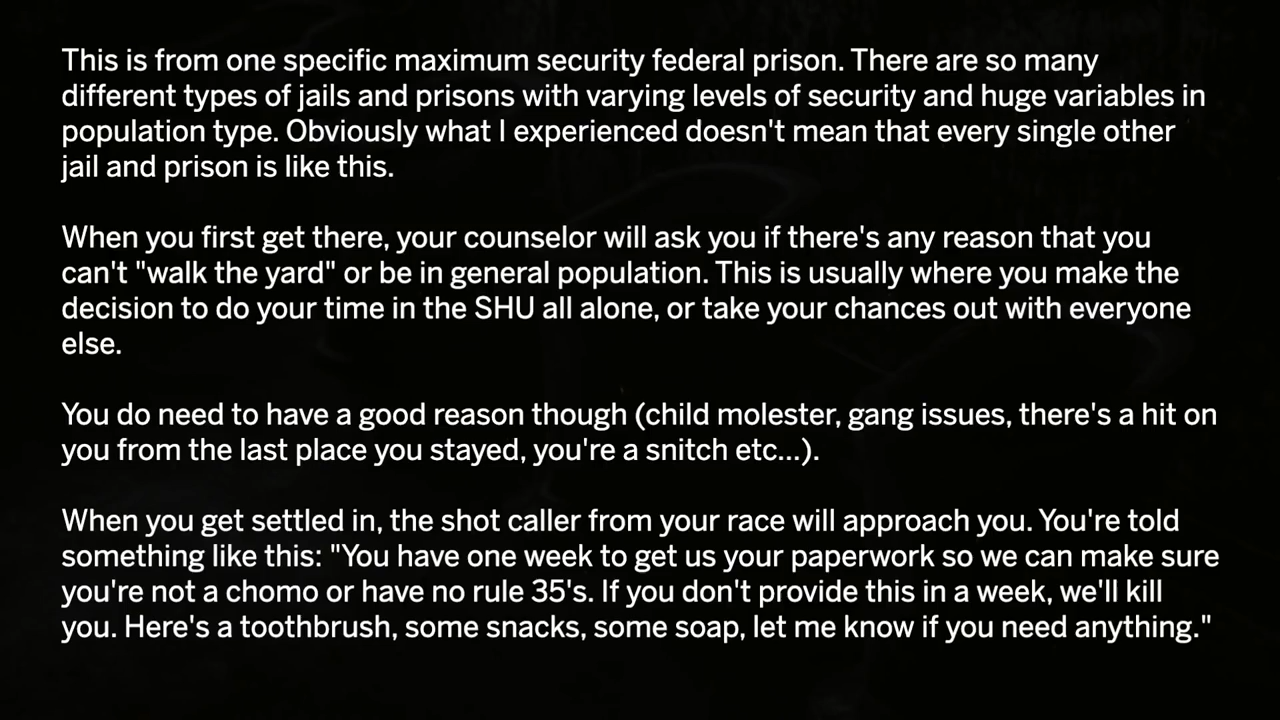 This is from one specific maximum security federal prison. There are so many
different types of jails and prisons with varying levels of security and huge variables in
population type. Obviously what I experienced doesn't mean that every single other
jail and prison is like this.
When you first get there, your counselor will ask you if there's any reason that you
can't "walk the yard" or be in general population. This is usually where you make the
decision to do your time in the SHU all alone, or take your chances out with everyone
else.
You do need to have a good reason though (child molester, gang issues, there's a hit on
you from the last place you stayed, you're a snitch etc...).
When you get settled in, the shot caller from your race will approach you. You're told
something like this: "You have one week to get us your paperwork so we can make sure
you're not a chomo or have no rule 35's. If you don't provide this in a week, we'll kill
you. Here's a toothbrush, some snacks, some soap, let me know if you need anything."